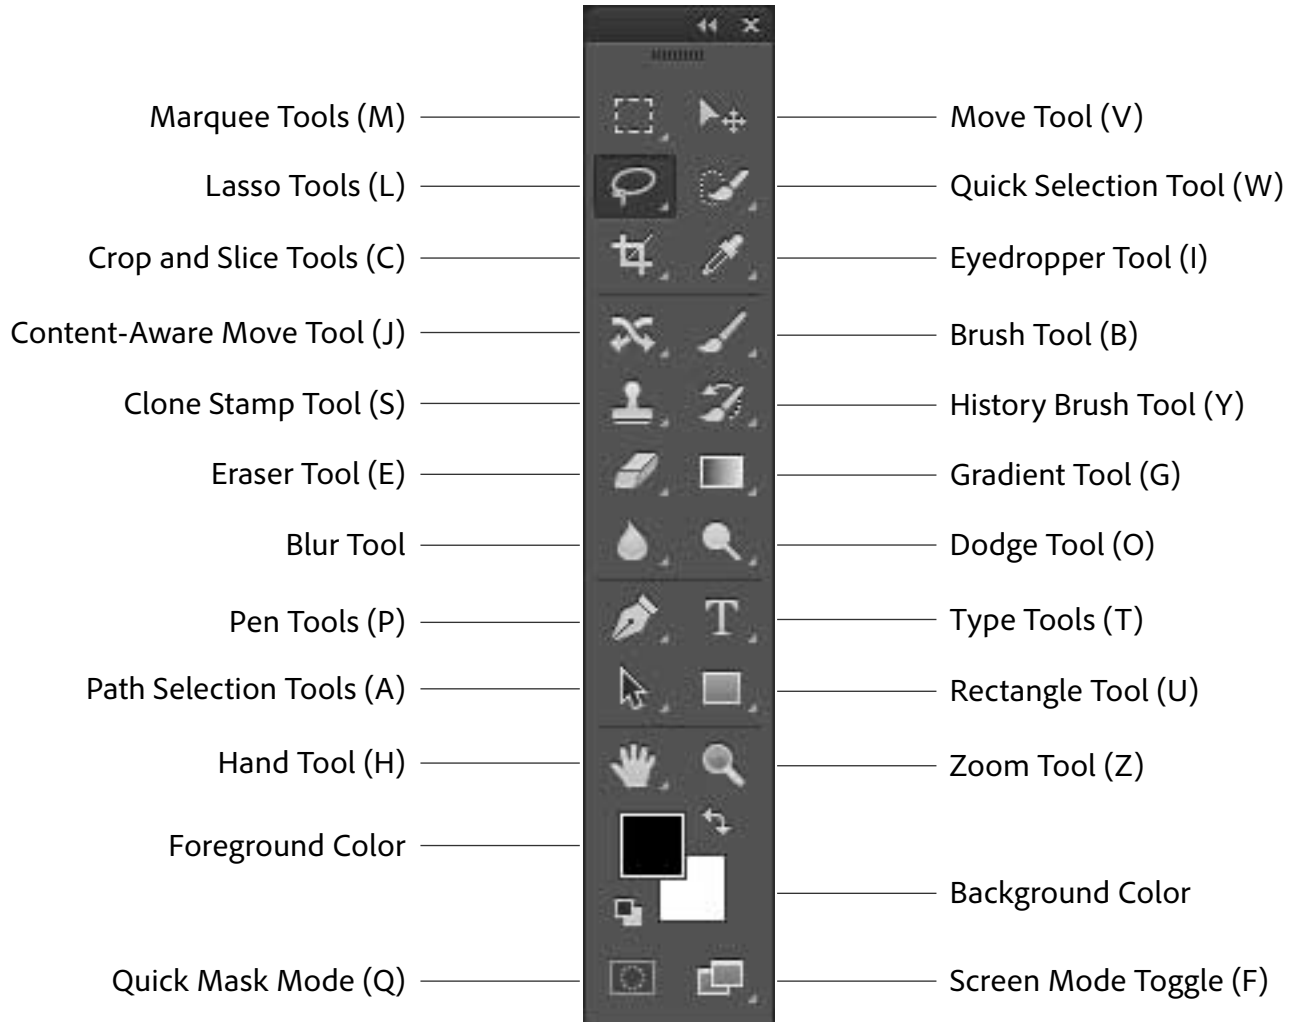 Marquee Tools (M)
Move Tool (V)
Lasso Tools (L)
Quick Selection Tool (W)
Crop and Slice Tools (C)
Eyedropper Tool (I)
Content-Aware Move Tool (J)
Brush Tool (B)
Clone Stamp Tool (S)
History Brush Tool (Y)
Eraser Tool (E)
Gradient Tool (G)
Blur Tool
Dodge Tool (O)
Pen Tools (P)
T
Type Tools (T)
Path Selection Tools (A)
Rectangle Tool (U)
Hand Tool (H)
Zoom Tool (Z)
Foreground Color
Background Color
Quick Mask Mode (Q)
Screen Mode Toggle (F)